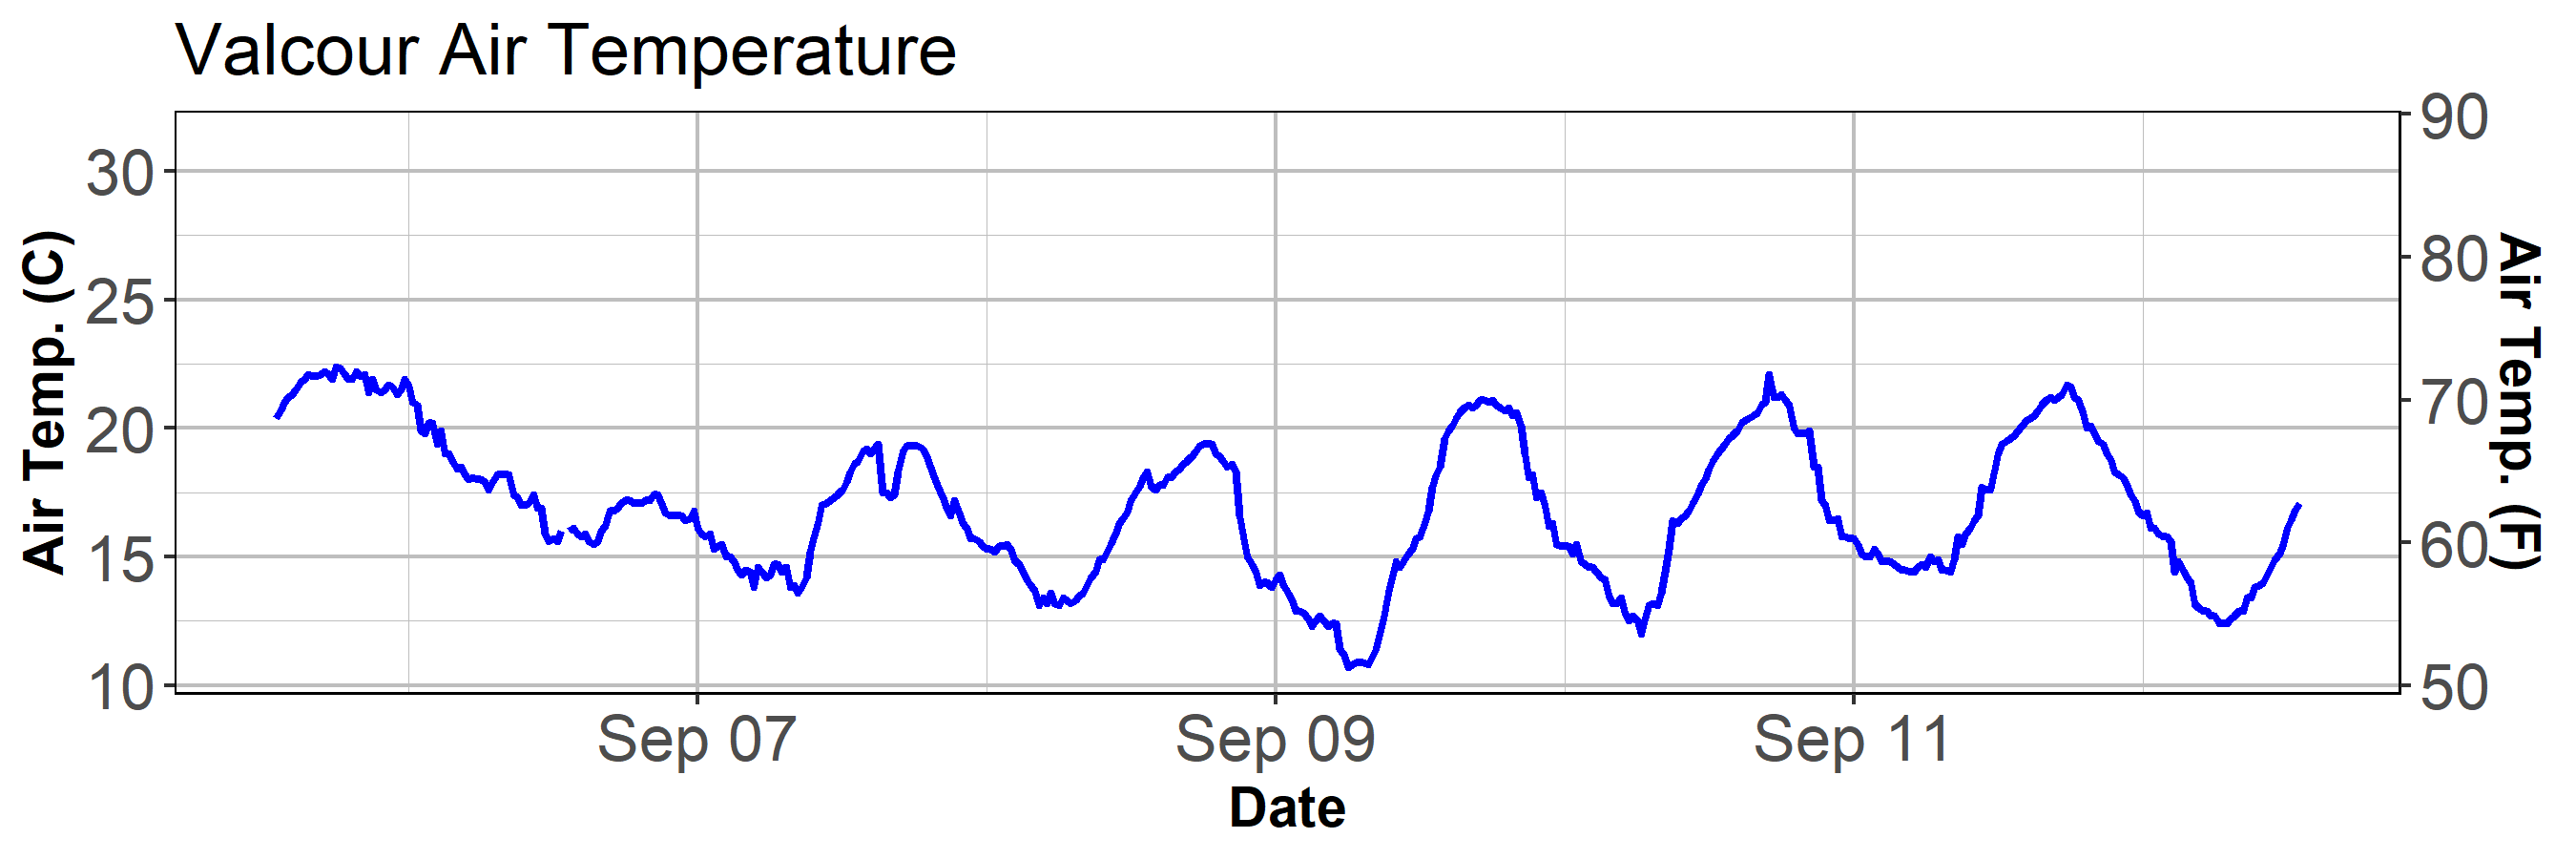 Valcour Air Temperature
Air Temp. (C)
30
25
20
15
10
90
80
70
60
50
Air Temp. (F)
Sep 07 Sep 09 Sep 11
Date